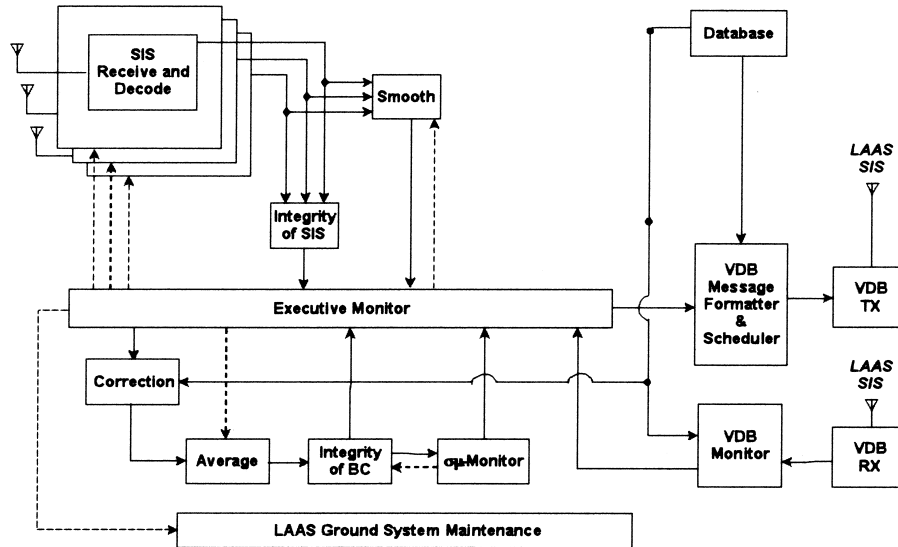 SIS
Receive and
Decode
Smooth
Database
Integrity
of SIS
LAAS
SIS
Executive Monitor
VDB
Message
Formatter
&
Scheduler
VDB
TX
Correction
LAAS
SIS
Average
Integrity
of BC
σμ-Monitor
VDB
Monitor
VDB
RX
LAAS Ground System Maintenance